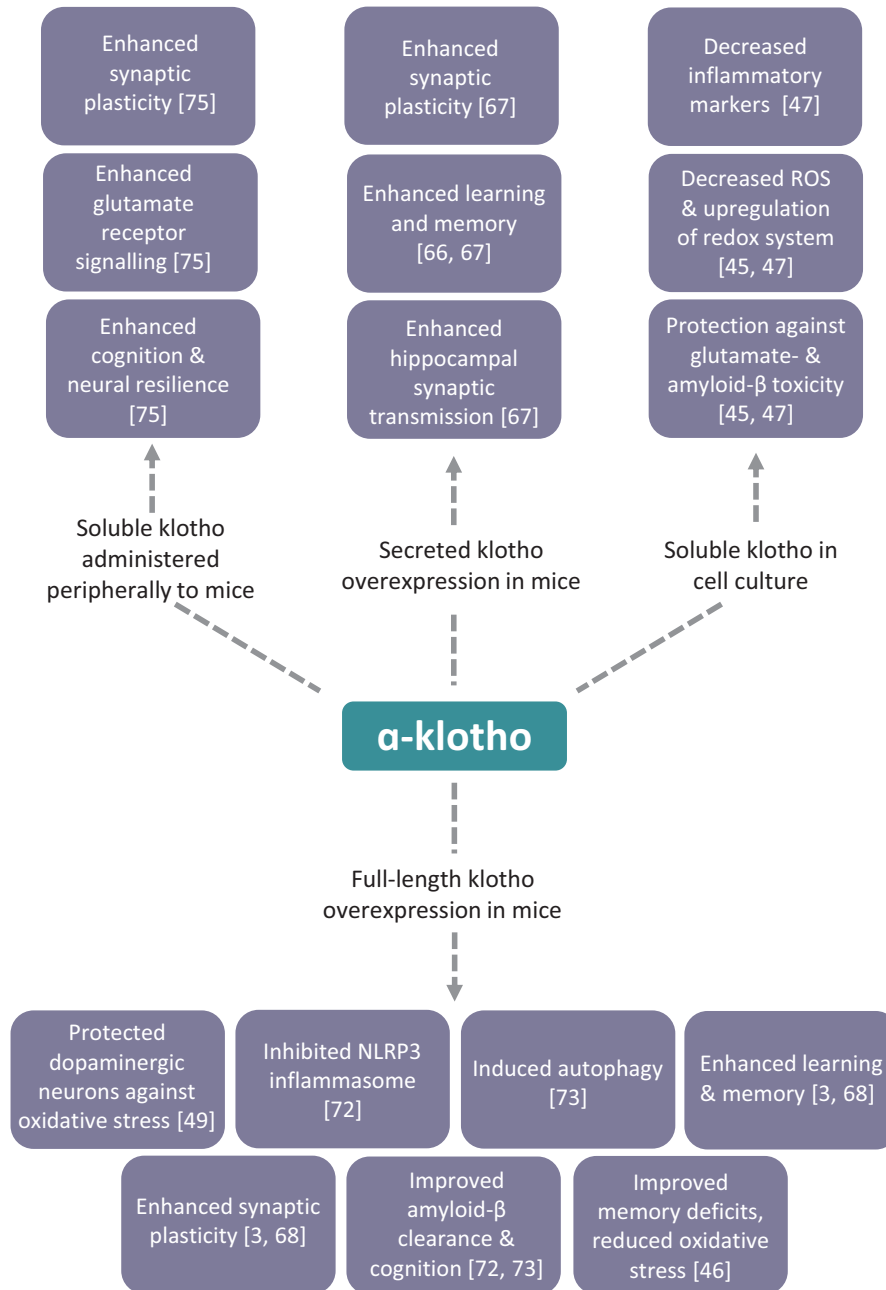 Enhanced
synaptic
plasticity [75]
Enhanced
glutamate
receptor
signalling [75]
Enhanced
cognition &
neural resilience
[75]
Soluble klotho
administered
peripherally to mice
Enhanced
synaptic
plasticity [67]
Enhanced learning
and memory
[66, 67]
Enhanced
hippocampal
synaptic
transmission [67]
Secreted klotho
overexpression in mice
Decreased
inflammatory
markers [47]
Decreased ROS
& upregulation
of redox system
[45, 47]
Protection against
glutamate- &
amyloid-β toxicity
[45, 47]
Soluble klotho in
cell culture
α-klotho
Full-length klotho
overexpression in mice
Protected
dopaminergic
neurons against
oxidative stress [49]
Inhibited NLRP3
inflammasome
[72]
Induced autophagy
[73]
Enhanced learning
& memory [3, 68]
Enhanced synaptic
plasticity [3, 68]
Improved
amyloid-β
clearance &
cognition [72, 73]
Improved
memory deficits,
reduced oxidative
stress [46]